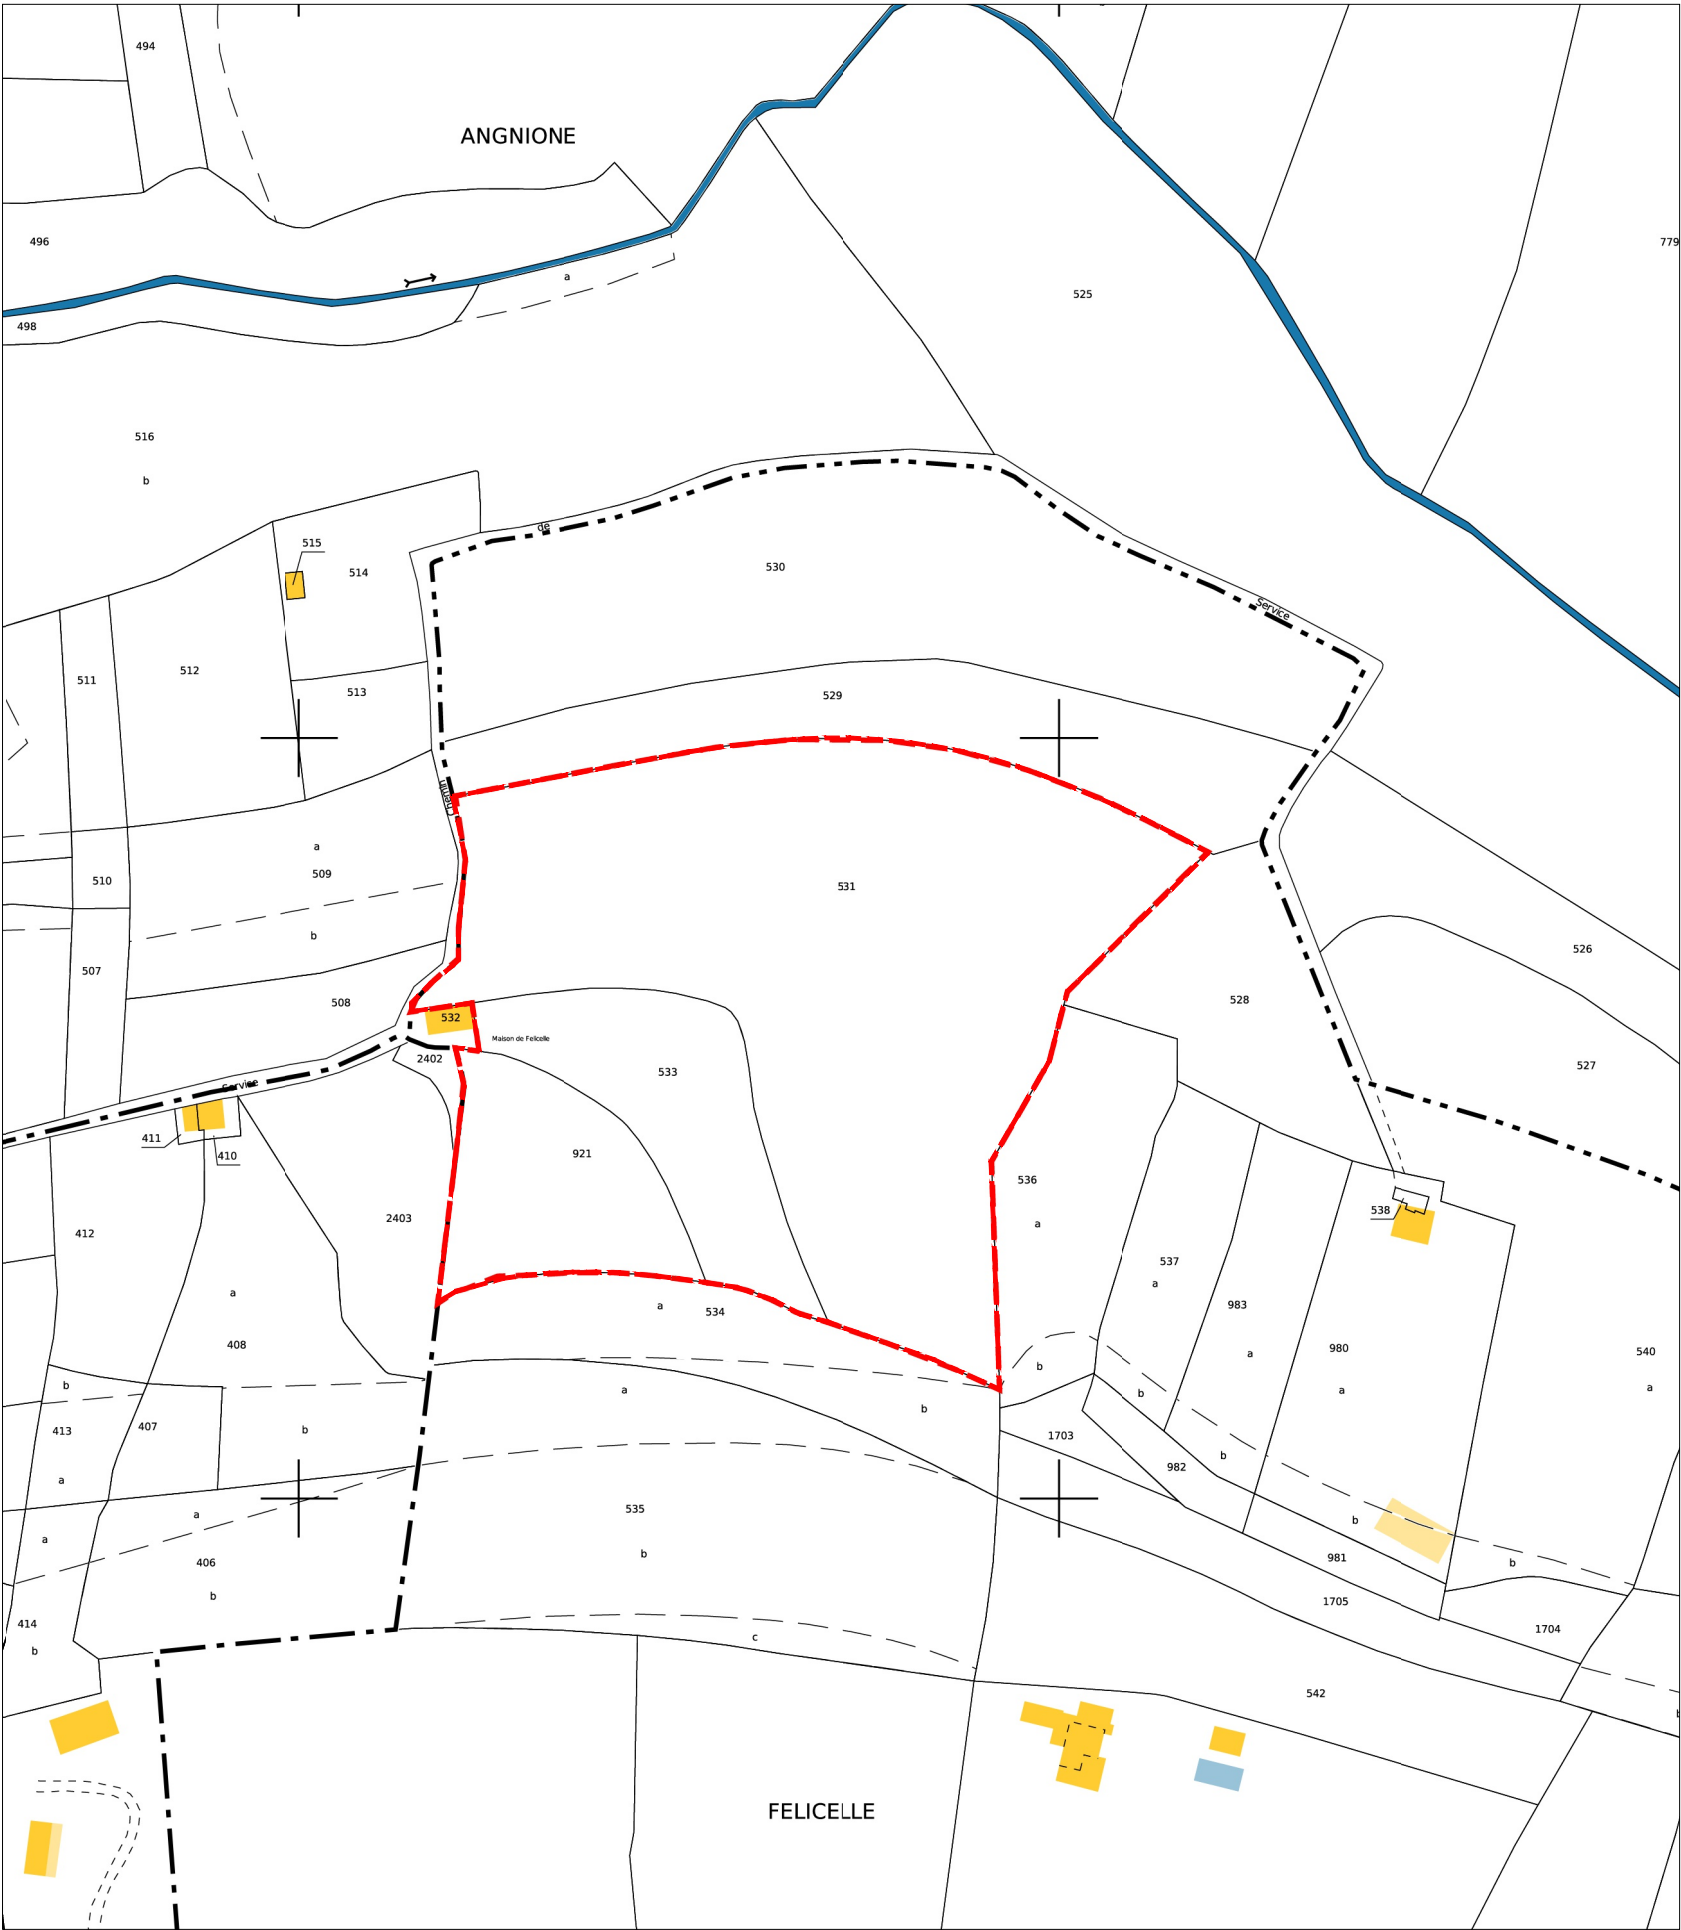 494
ANGNIONE
496
779
a
525
498
516
b
de
515
514
530
Service
511
512
513
529
Chemin
a
509
510
531
b
526
507
508
528
532
Maison de Felicelle
2402
533
527
Service
411
410
921
536
538
412
2403
a
537
a
983
a
534
408
980
540
b
a
b
a
a
a
b
b
413
407
b
1703
b
982
a
a
535
b
a
406
b
981
b
b
1705
414
b
c
1704
542
b
FELICELLE